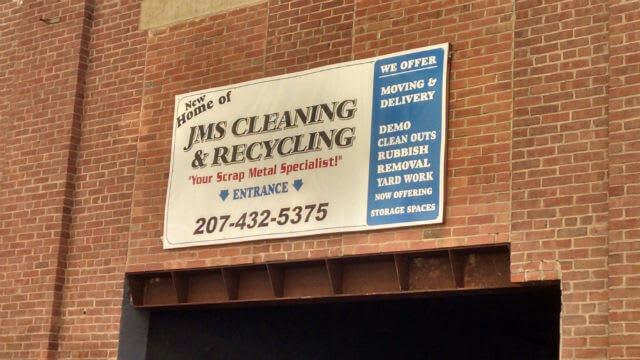 New
Home of
JMS CLEANING
& RECYCLING
"Your Scrap Metal Specialist!"
ENTRANCE
207-432-5375
WE OFFER
MOVING &
DELIVERY
DEMO
CLEAN OUTS
RUBBISH
REMOVAL
YARD WORK
NOW OFFERING
STORAGE SPACES